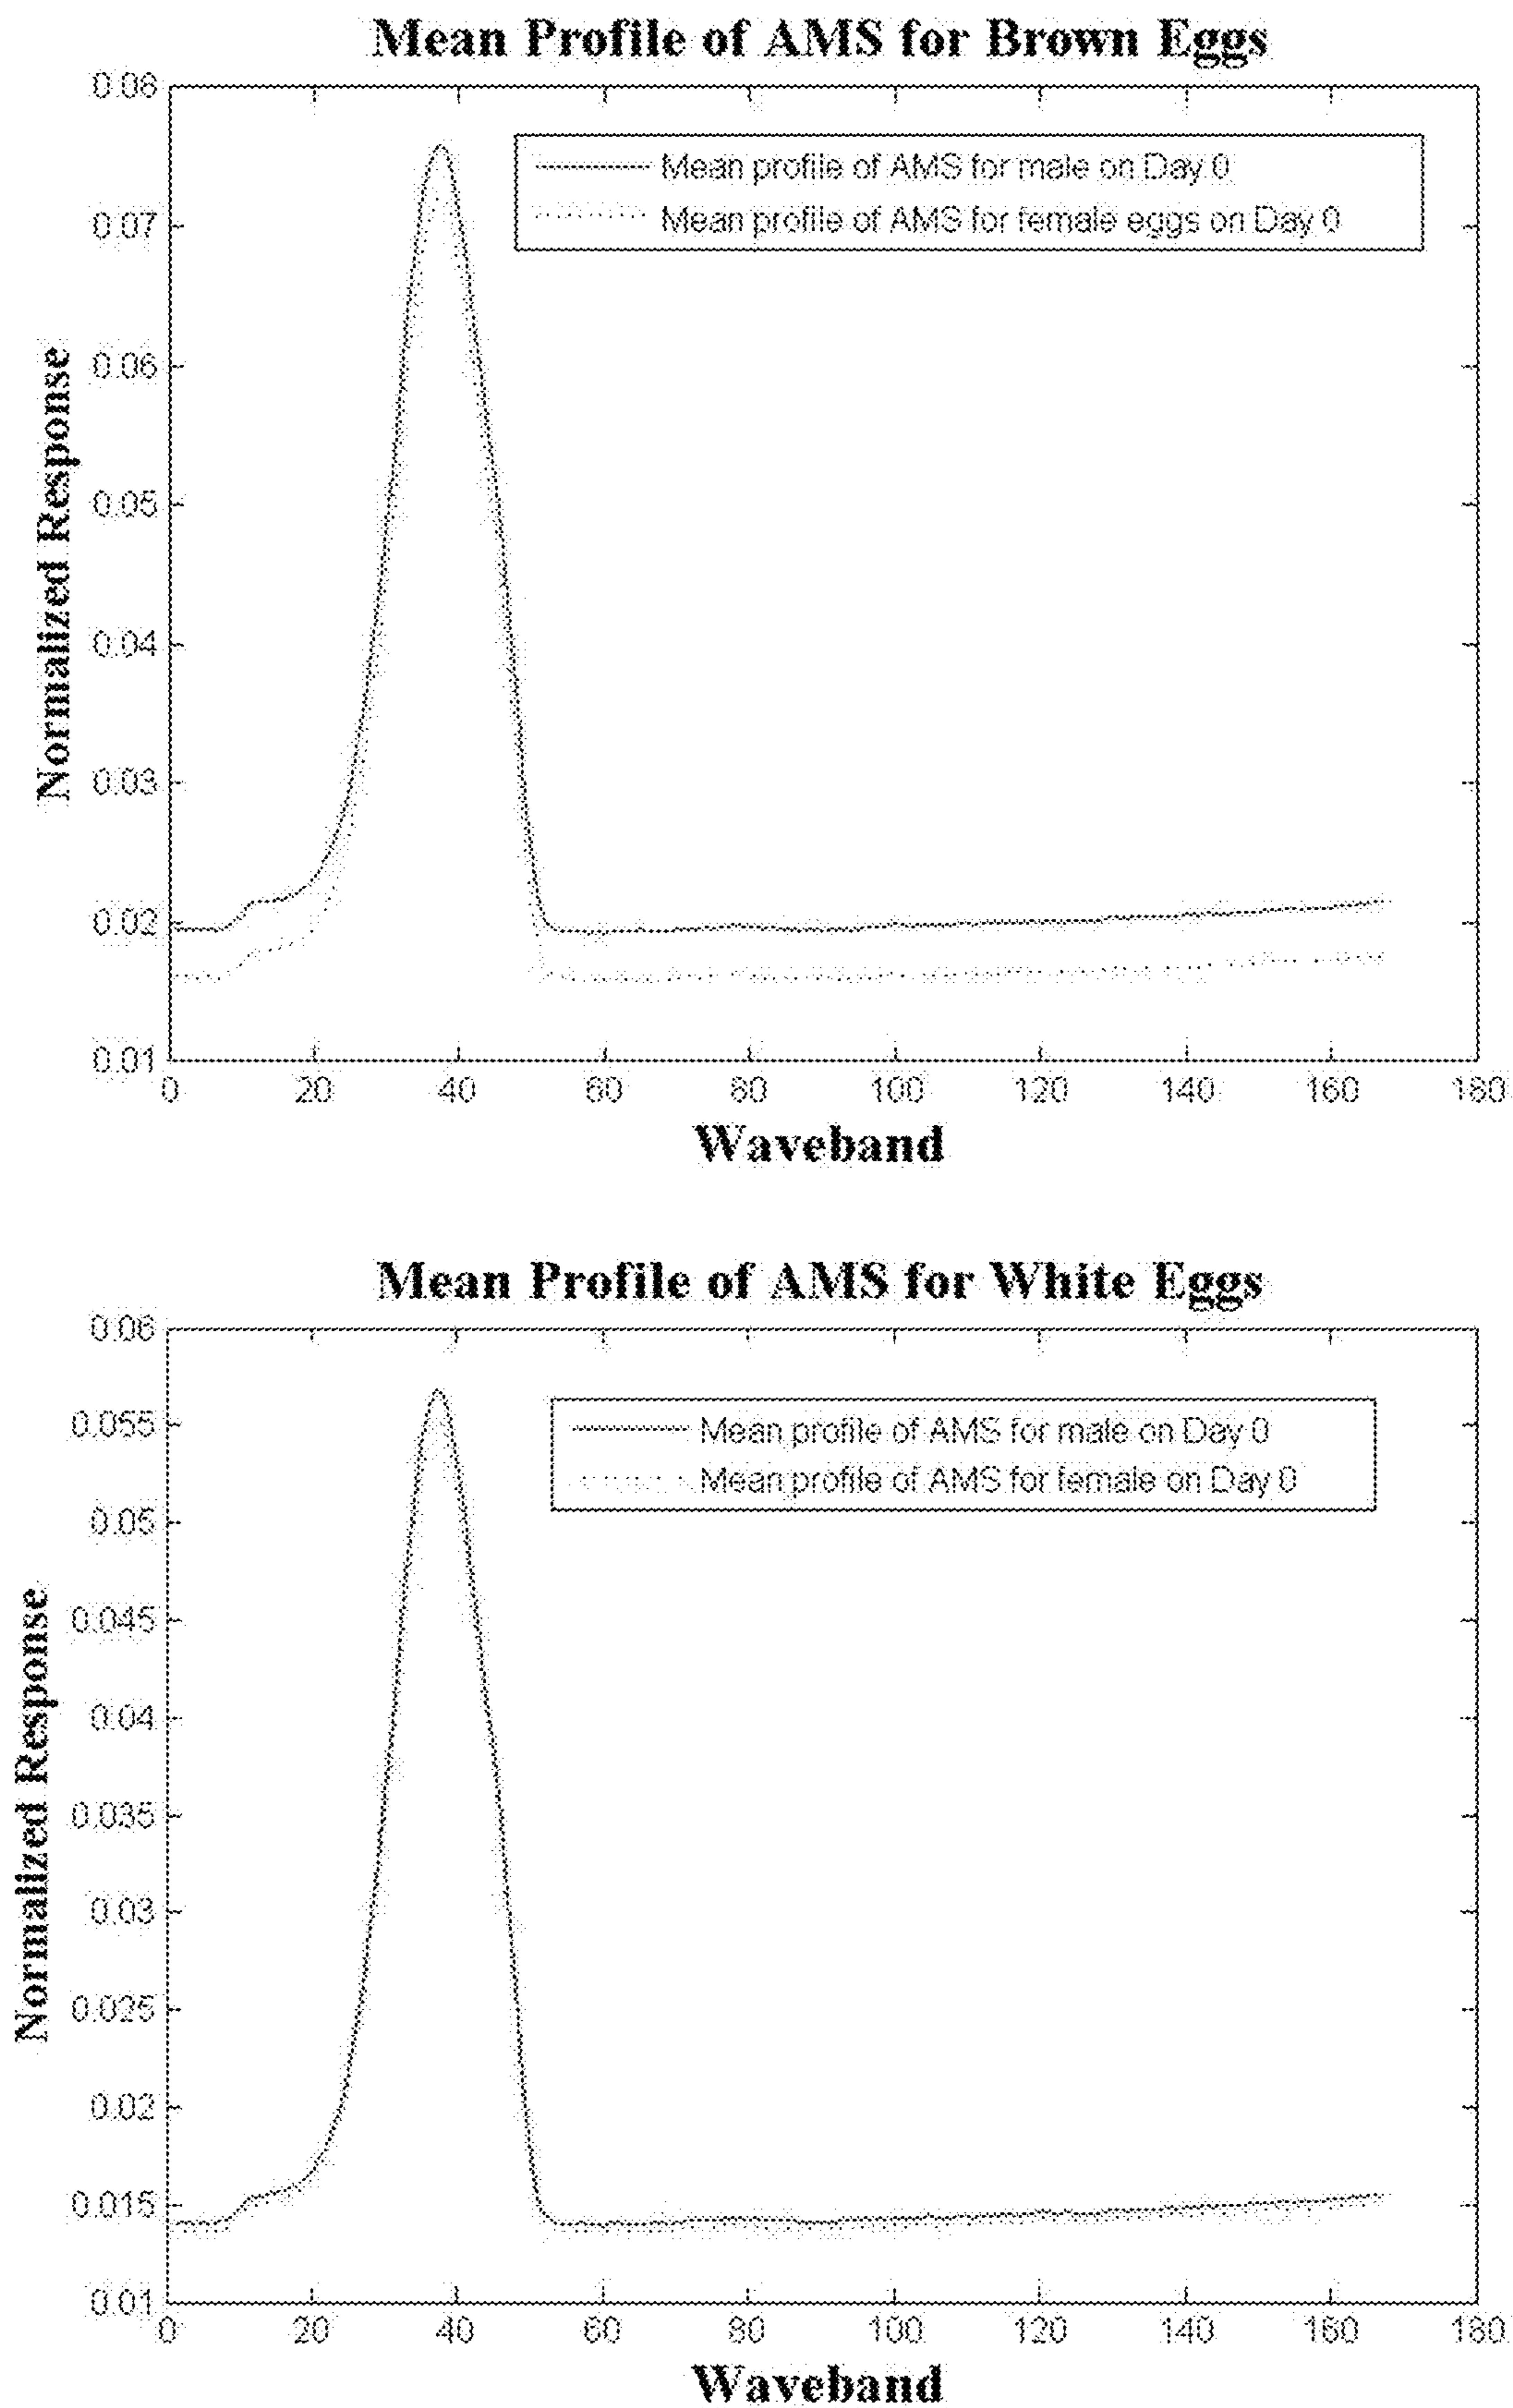 Mean Profile of AMS for Brown Eggs
0.08
0.07
0.06
0.05
0.04
0.03
0.02
0.01
Normalized Response
Mean profile of AMS for male on Day 0
Mean profile of AMS for female eggs on Day 0
0 20 40 60 80 100 120 140 160 180
Waveband
Mean Profile of AMS for White Eggs
0.06
0.055
0.05
0.045
0.04
0.035
0.03
0.025
0.02
0.015
0.01
Normalized Response
Mean profile of AMS for male on Day 0
Mean profile of AMS for female on Day 0
0 20 40 60 80 100 120 140 160 180
Waveband